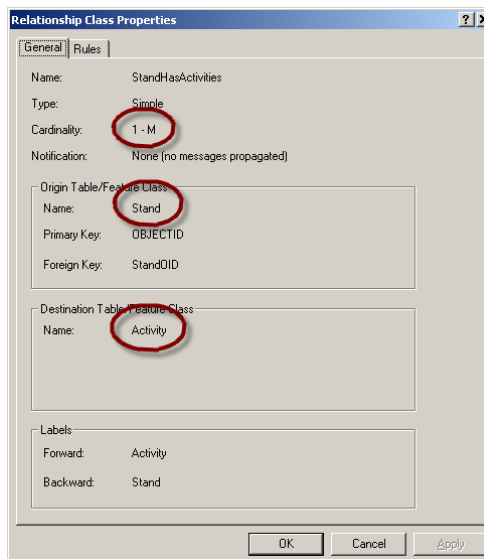 Relationship Class Properties ? X
General Rules
Name: StandHasActivities
Type: Simple
Cardinality: 1 - M
Notification: None (no messages propagated)
Origin Table/Feature Class
Name: Stand
Primary Key: OBJECTID
Foreign Key: StandOID
Destination Table/Feature Class
Name: Activity
Labels
Forward: Activity
Backward: Stand
OK Cancel Apply